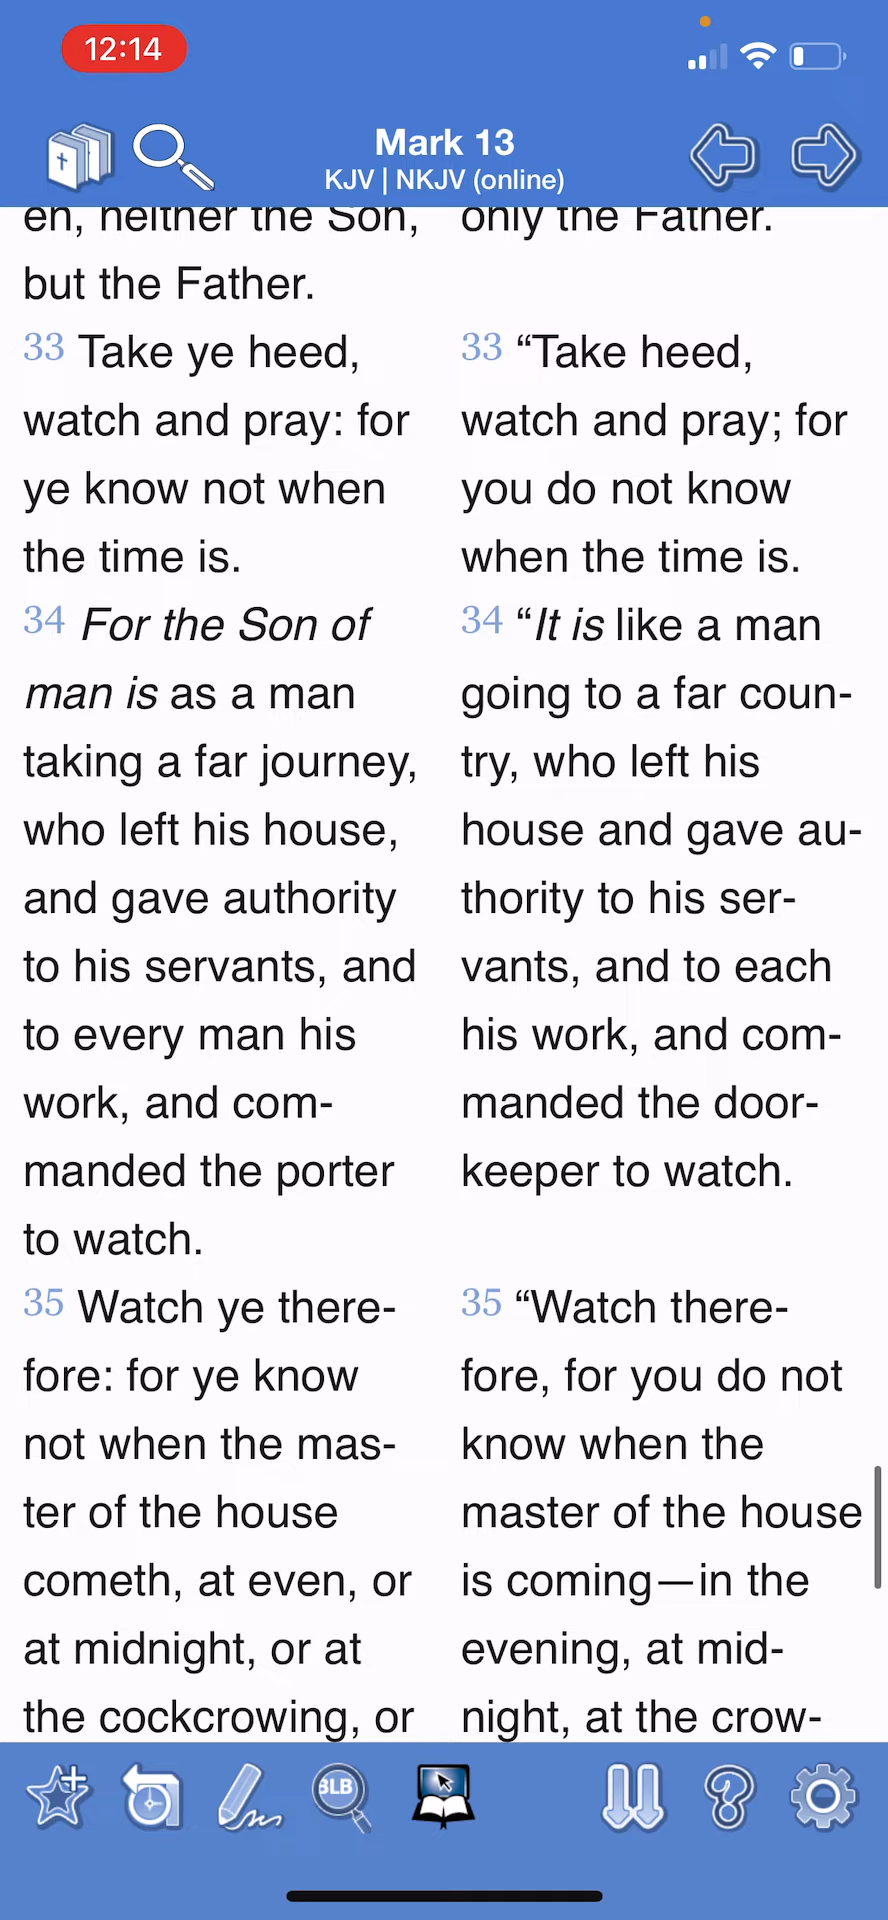 12:14
Mark 13
KJV | NKJV (online)
en, neither the Son,
but the Father.
33 Take ye heed,
watch and pray: for
ye know not when
the time is.
34 For the Son of
man is as a man
taking a far journey,
who left his house,
and gave authority
to his servants, and
to every man his
work, and com-
manded the porter
to watch.
35 Watch ye there-
fore: for ye know
not when the mas-
ter of the house
cometh, at even, or
at midnight, or at
the cockcrowing, or
only the Father.
33 “Take heed,
watch and pray; for
you do not know
when the time is.
34 “It is like a man
going to a far coun-
try, who left his
house and gave au-
thority to his ser-
vants, and to each
his work, and com-
manded the door-
keeper to watch.
35 “Watch there-
fore, for you do not
know when the
master of the house
is coming—in the
evening, at mid-
night, at the crow-
BLB